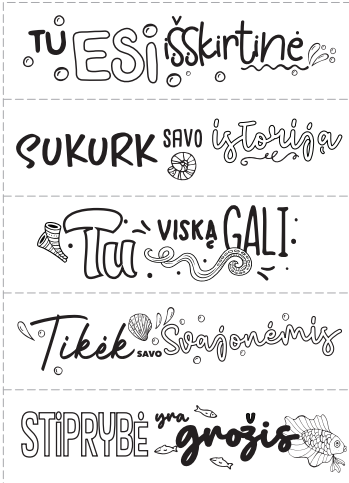 TU ESi išskirtinė
SUKURK SAVO istoriją
Tu VISKĄ GALI
Tikėk SAVO Svajonėmis
STiPRYBĖ yra grožis